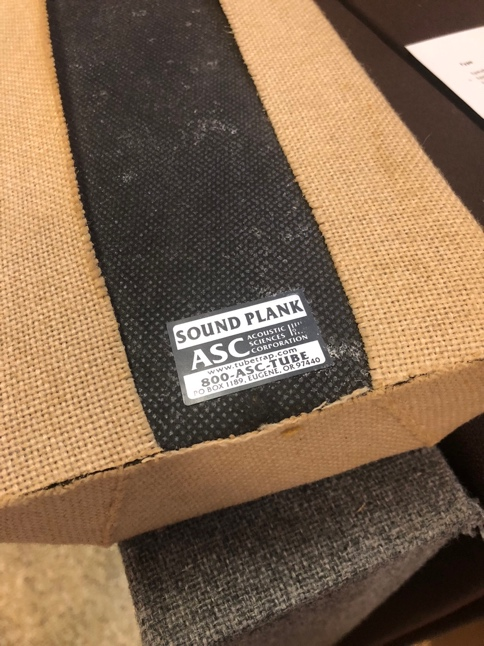 SOUND PLANK
ASC ACOUSTIC SCIENCES CORPORATION
www.tubetrap.com
800-ASC-TUBE
PO BOX 1189, EUGENE, OR 97440